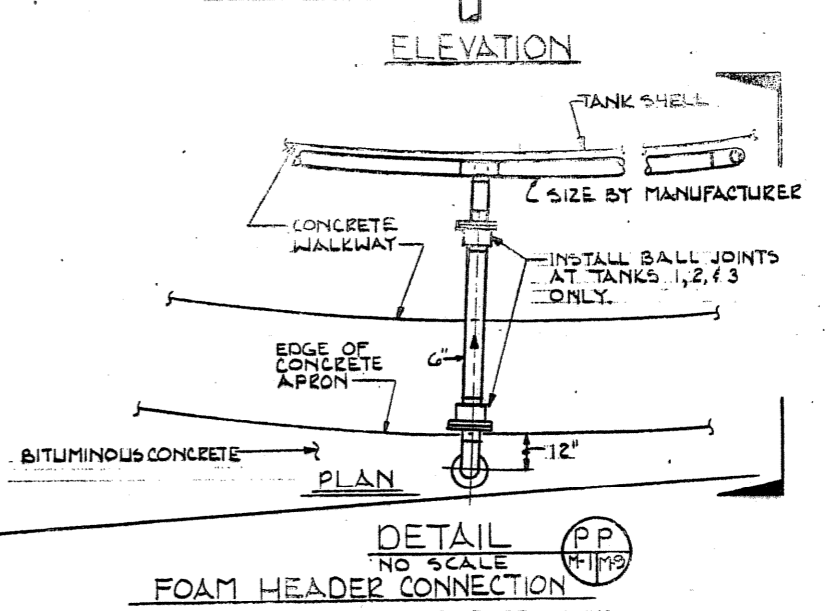 ELEVATION
TANK SHELL
SIZE BY MANUFACTURER
CONCRETE
WALKWAY
INSTALL BALL JOINTS
AT TANKS 1, 2, & 3
ONLY.
EDGE OF
CONCRETE
APRON
6"
BITUMINOUS CONCRETE
12"
PLAN
DETAIL
NO SCALE
PP
M-1 M-9
FOAM HEADER CONNECTION